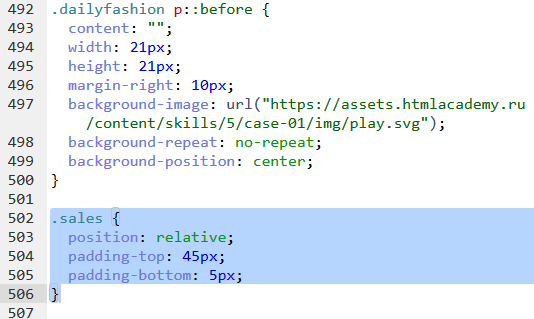 492 .dailyfashion p::before {
493 content: "";
494 width: 21px;
495 height: 21px;
496 margin-right: 10px;
497 background-image: url("https://assets.htmlacademy.ru
/content/skills/5/case-01/img/play.svg");
498 background-repeat: no-repeat;
499 background-position: center;
500 }
501
502 .sales {
503 position: relative;
504 padding-top: 45px;
505 padding-bottom: 5px;
506 }
507